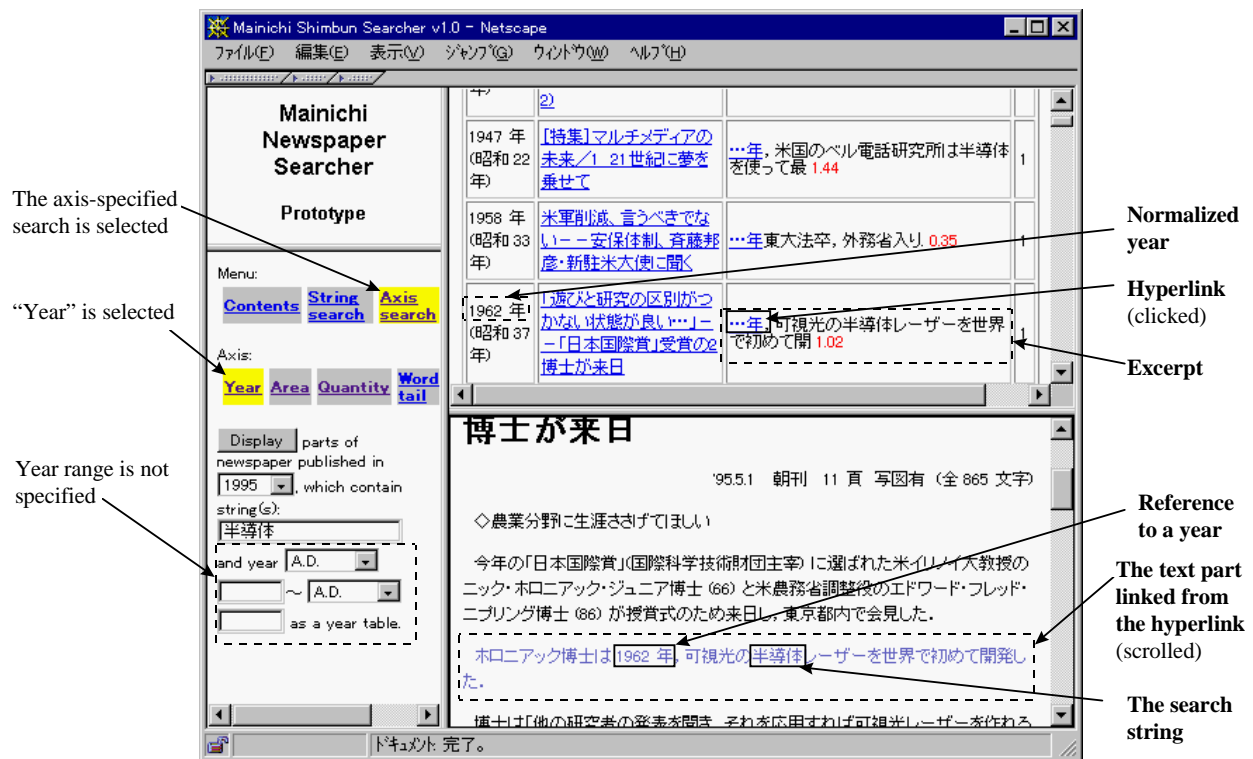 Mainichi Shimbun Searcher v1.0 - Netscape
ファイル(F) 編集(E) 表示(V) ジャンプ(G) ウィンドウ(W) ヘルプ(H)
Mainichi
Newspaper
Searcher
Prototype
Menu:
Contents String search Axis search
Axis:
Year Area Quantity Word tail
Display parts of
newspaper published in
1995 , which contain
string(s):
半導体
and year A.D.
~ A.D.
as a year table.
年)
2)
1947 年
(昭和 22
年)
[特集]マルチメディアの
未来/1 21世紀に夢を
乗せて
…年, 米国のベル電話研究所は半導体
を使って最 1.44
1
1958 年
(昭和 33
年)
米軍削減、言うべきでな
い--安保体制、斉藤邦
彦・新駐米大使に聞く
…年東大法卒, 外務省入り. 0.35
1
1962 年
(昭和 37
年)
「遊びと研究の区別がつ
かない状態が良い…」-
-「日本国際賞」受賞の2
博士が来日
…年, 可視光の半導体レーザーを世界
で初めて開 1.02
1
博士が来日
'95.5.1 朝刊 11 頁 写図有 (全 865 文字)
◇農業分野に生涯ささげてほしい
今年の「日本国際賞」(国際科学技術財団主宰) に選ばれた米イリノイ大教授の
ニック・ホロニアック・ジュニア博士 (66) と米農務省調整役のエドワード・フレッド・
ニプリング博士 (86) が授賞式のため来日し, 東京都内で会見した.
ホロニアック博士は 1962 年, 可視光の半導体レーザーを世界で初めて開発し
た.
博士は「他の研究者の発表を聞き, それを応用すれば可視光レーザーを作れる
ドキュメント: 完了。
The axis-specified
search is selected
“Year” is selected
Year range is not
specified
Normalized
year
Hyperlink
(clicked)
Excerpt
Reference
to a year
The text part
linked from
the hyperlink
(scrolled)
The search
string